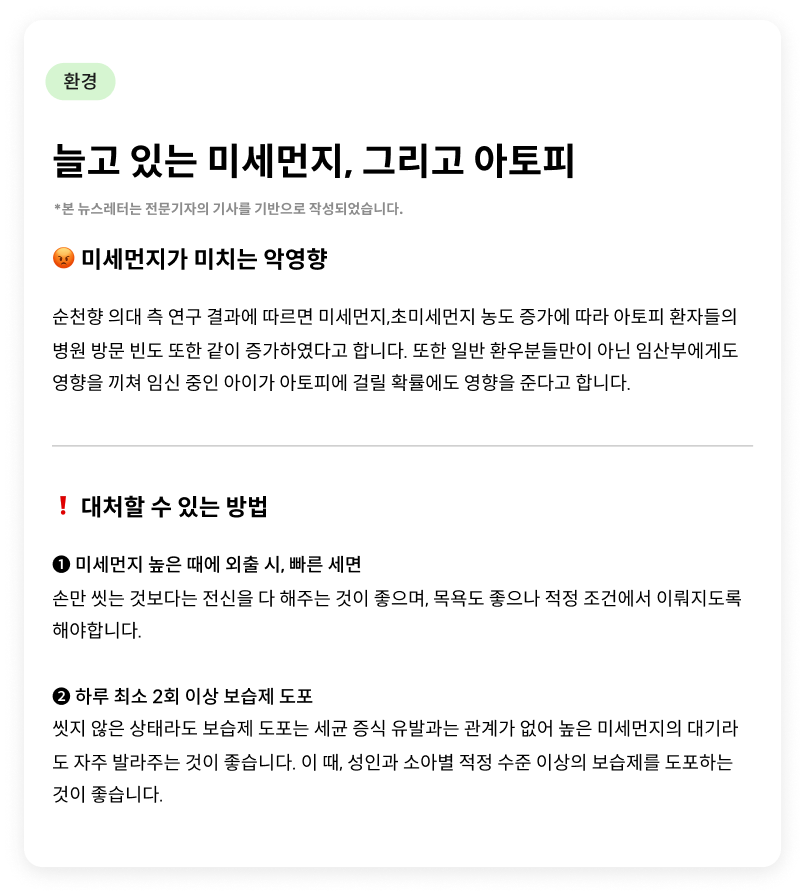 환경
늘고 있는 미세먼지, 그리고 아토피
*본 뉴스레터는 전문기자의 기사를 기반으로 작성되었습니다.
😡 미세먼지가 미치는 악영향
순천향 의대 측 연구 결과에 따르면 미세먼지,초미세먼지 농도 증가에 따라 아토피 환자들의
병원 방문 빈도 또한 같이 증가하였다고 합니다. 또한 일반 환우분들만이 아닌 임산부에게도
영향을 끼쳐 임신 중인 아이가 아토피에 걸릴 확률에도 영향을 준다고 합니다.
❗ 대처할 수 있는 방법
❶ 미세먼지 높은 때에 외출 시, 빠른 세면
손만 씻는 것보다는 전신을 다 해주는 것이 좋으며, 목욕도 좋으나 적정 조건에서 이뤄지도록
해야합니다.
❷ 하루 최소 2회 이상 보습제 도포
씻지 않은 상태라도 보습제 도포는 세균 증식 유발과는 관계가 없어 높은 미세먼지의 대기라
도 자주 발라주는 것이 좋습니다. 이 때, 성인과 소아별 적정 수준 이상의 보습제를 도포하는
것이 좋습니다.